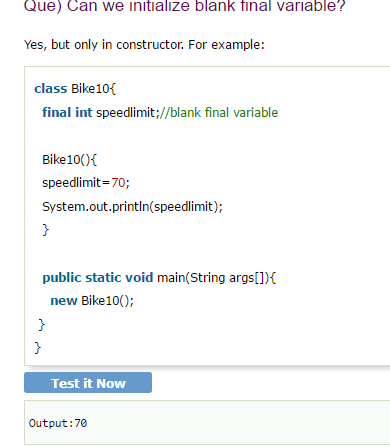 Que) Can we initialize blank final variable?
Yes, but only in constructor. For example:
class Bike10{
final int speedlimit;//blank final variable
Bike10(){
speedlimit=70;
System.out.println(speedlimit);
}
public static void main(String args[]){
new Bike10();
}
}
Test it Now
Output:70